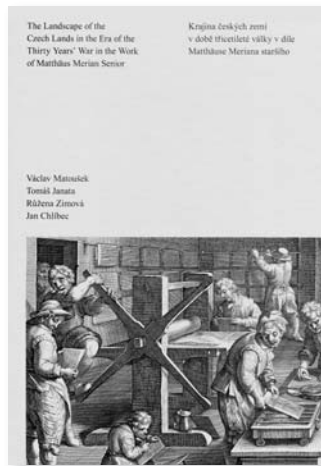 The Landscape of the
Czech Lands in the Era of the
Thirty Years' War in the Work
of Matthäus Merian Senior
Krajina českých zemí
v době třicetileté války v díle
Matthäuse Meriana staršího
Václav Matoušek
Tomáš Janata
Růžena Zimová
Jan Chlíbec